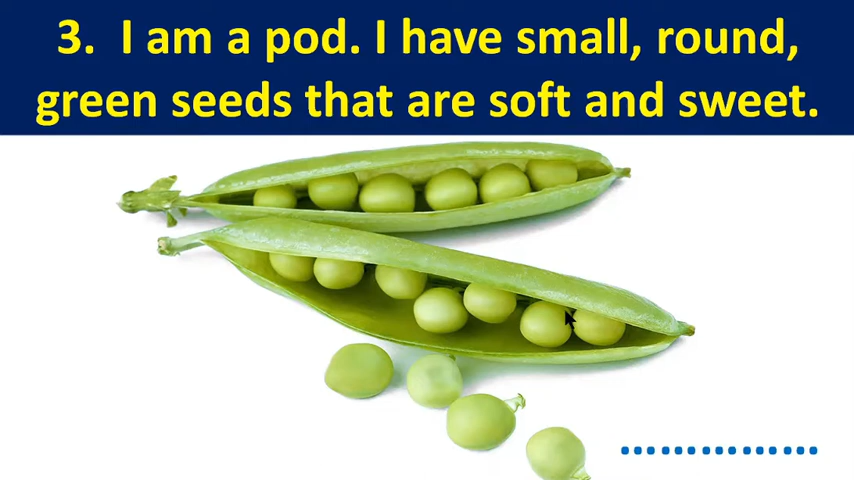 3. I am a pod. I have small, round,
green seeds that are soft and sweet.
...............